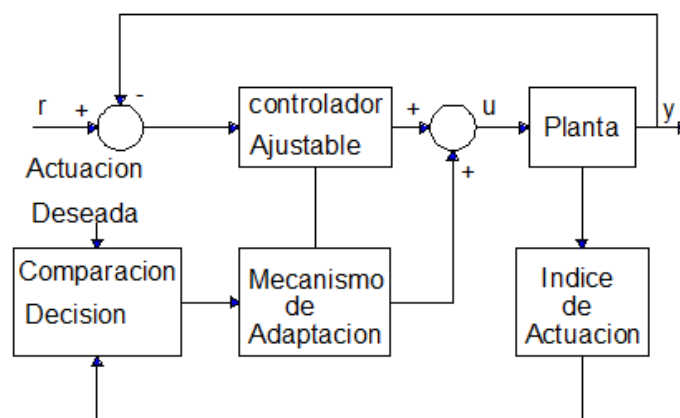 -
r
+
controlador
Ajustable
+
u
+
Planta
y
Actuacion
Deseada
Comparacion
Decision
Mecanismo
de
Adaptacion
Indice
de
Actuacion